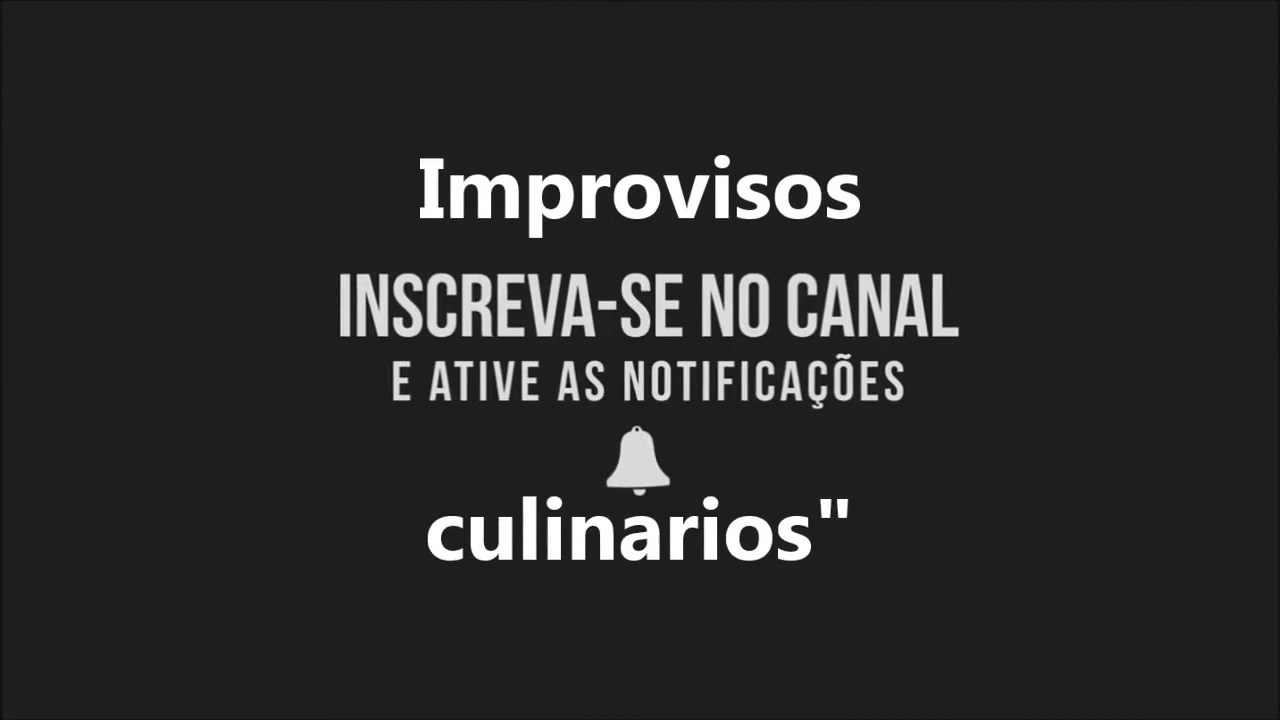 Improvisos
INSCREVA-SE NO CANAL
E ATIVE AS NOTIFICAÇÕES
culinarios"